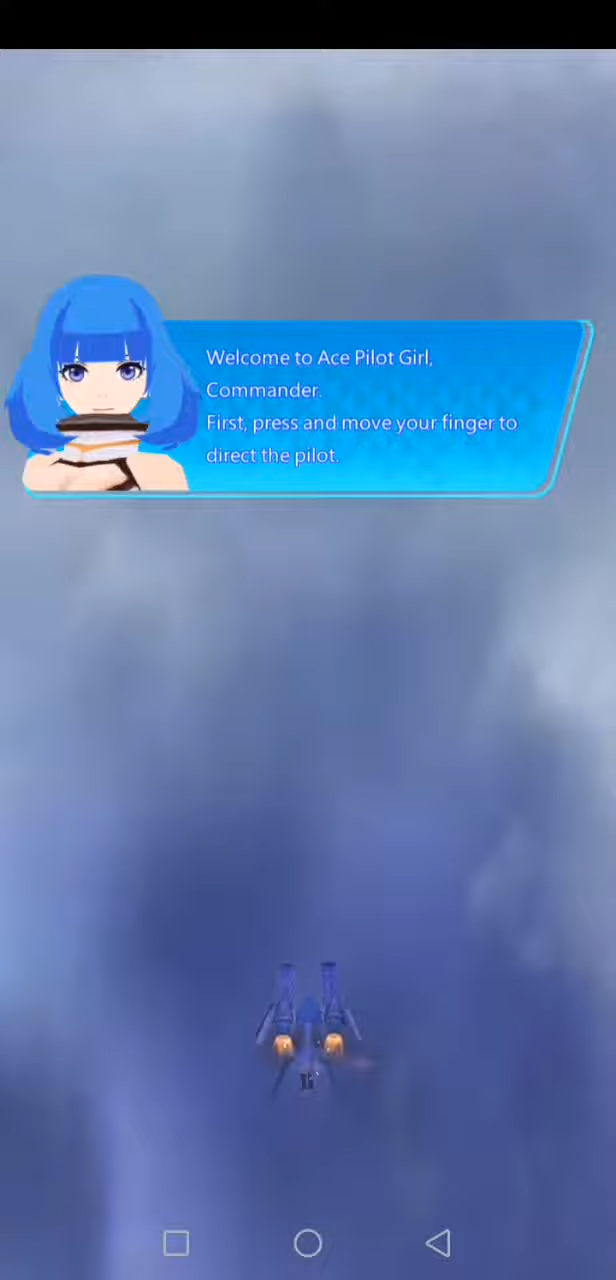 Welcome to Ace Pilot Girl,
Commander.
First, press and move your finger to
direct the pilot.